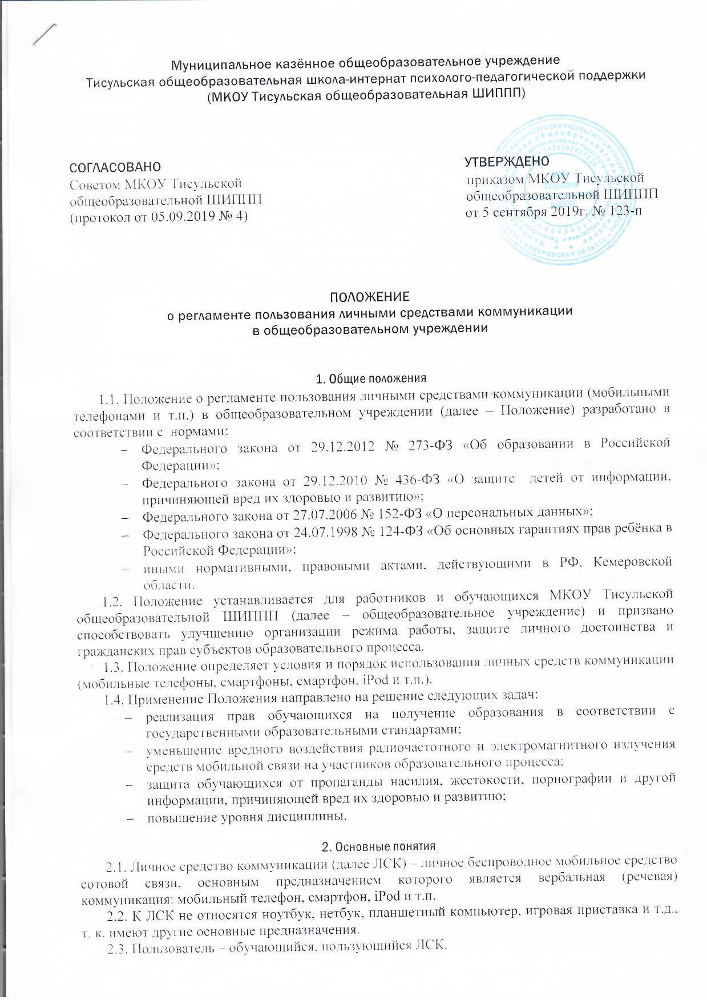 Муниципальное казённое общеобразовательное учреждение
Тисульская общеобразовательная школа-интернат психолого-педагогической поддержки
(МКОУ Тисульская общеобразовательная ШИППП)
СОГЛАСОВАНО
Советом МКОУ Тисульской
общеобразовательной ШИППП
(протокол от 05.09.2019 № 4)
УТВЕРЖДЕНО
приказом МКОУ Тисульской
общеобразовательной ШИППП
от 5 сентября 2019г. № 123-п
ПОЛОЖЕНИЕ
о регламенте пользования личными средствами коммуникации
в общеобразовательном учреждении
1. Общие положения
1.1. Положение о регламенте пользования личными средствами коммуникации (мобильными
телефонами и т.п.) в общеобразовательном учреждении (далее – Положение) разработано в
соответствии с нормами:
– Федерального закона от 29.12.2012 № 273-ФЗ «Об образовании в Российской
Федерации»;
– Федерального закона от 29.12.2010 № 436-ФЗ «О защите детей от информации,
причиняющей вред их здоровью и развитию»;
– Федерального закона от 27.07.2006 № 152-ФЗ «О персональных данных»;
– Федерального закона от 24.07.1998 № 124-ФЗ «Об основных гарантиях прав ребёнка в
Российской Федерации»;
– иными нормативными, правовыми актами, действующими в РФ, Кемеровской
области.
1.2. Положение устанавливается для работников и обучающихся МКОУ Тисульской
общеобразовательной ШИППП (далее – общеобразовательное учреждение) и призвано
способствовать улучшению организации режима работы, защите личного достоинства и
гражданских прав субъектов образовательного процесса.
1.3. Положение определяет условия и порядок использования личных средств коммуникации
(мобильные телефоны, смартфоны, смартфон, iPod и т.п.).
1.4. Применение Положения направлено на решение следующих задач:
– реализация прав обучающихся на получение образования в соответствии с
государственными образовательными стандартами;
– уменьшение вредного воздействия радиочастотного и электромагнитного излучения
средств мобильной связи на участников образовательного процесса;
– защита обучающихся от пропаганды насилия, жестокости, порнографии и другой
информации, причиняющей вред их здоровью и развитию;
– повышение уровня дисциплины.
2. Основные понятия
2.1. Личное средство коммуникации (далее ЛСК) – личное беспроводное мобильное средство
сотовой связи, основным предназначением которого является вербальная (речевая)
коммуникация: мобильный телефон, смартфон, iPod и т.п.
2.2. К ЛСК не относятся ноутбук, нетбук, планшетный компьютер, игровая приставка и т.д.,
т. к. имеют другие основные предназначения.
2.3. Пользователь – обучающийся, пользующийся ЛСК.